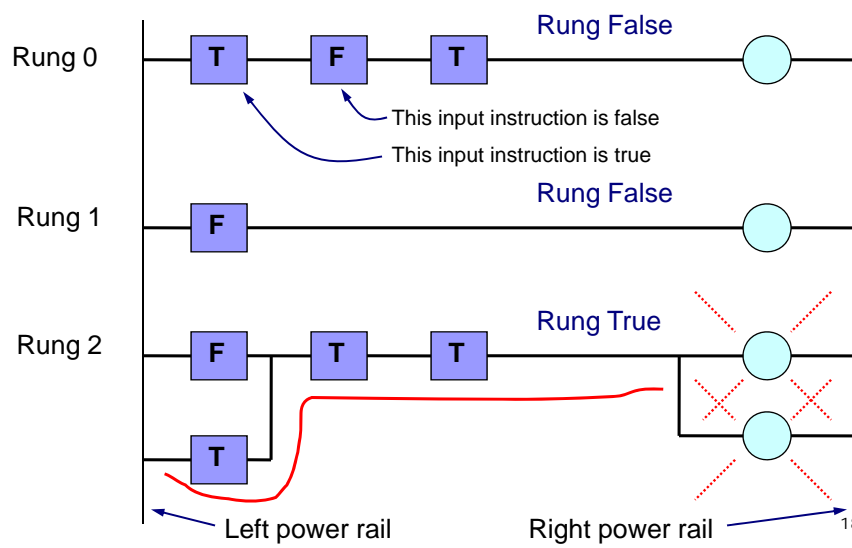 Rung False
Rung 0
T F T
This input instruction is false
This input instruction is true
Rung False
Rung 1
F
Rung True
Rung 2
F T T
T
Left power rail
Right power rail